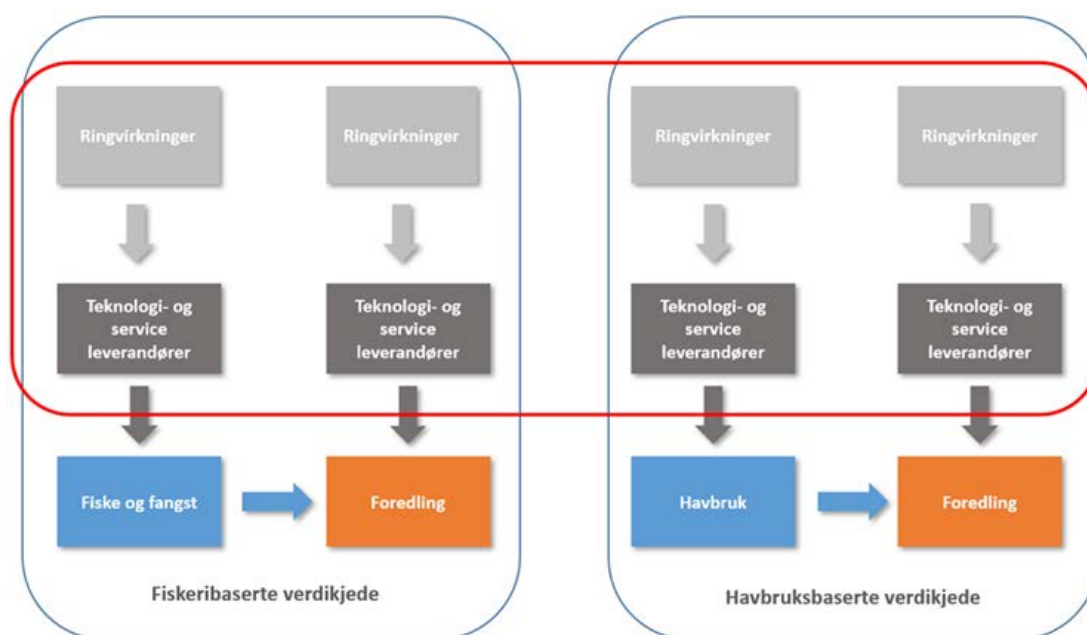 Ringvirkninger
Ringvirkninger
Ringvirkninger
Ringvirkninger
Teknologi- og
service
leverandører
Teknologi- og
service
leverandører
Teknologi- og
service
leverandører
Teknologi- og
service
leverandører
Fiske og fangst
Foredling
Havbruk
Foredling
Fiskeribaserte verdikjede
Havbruksbaserte verdikjede